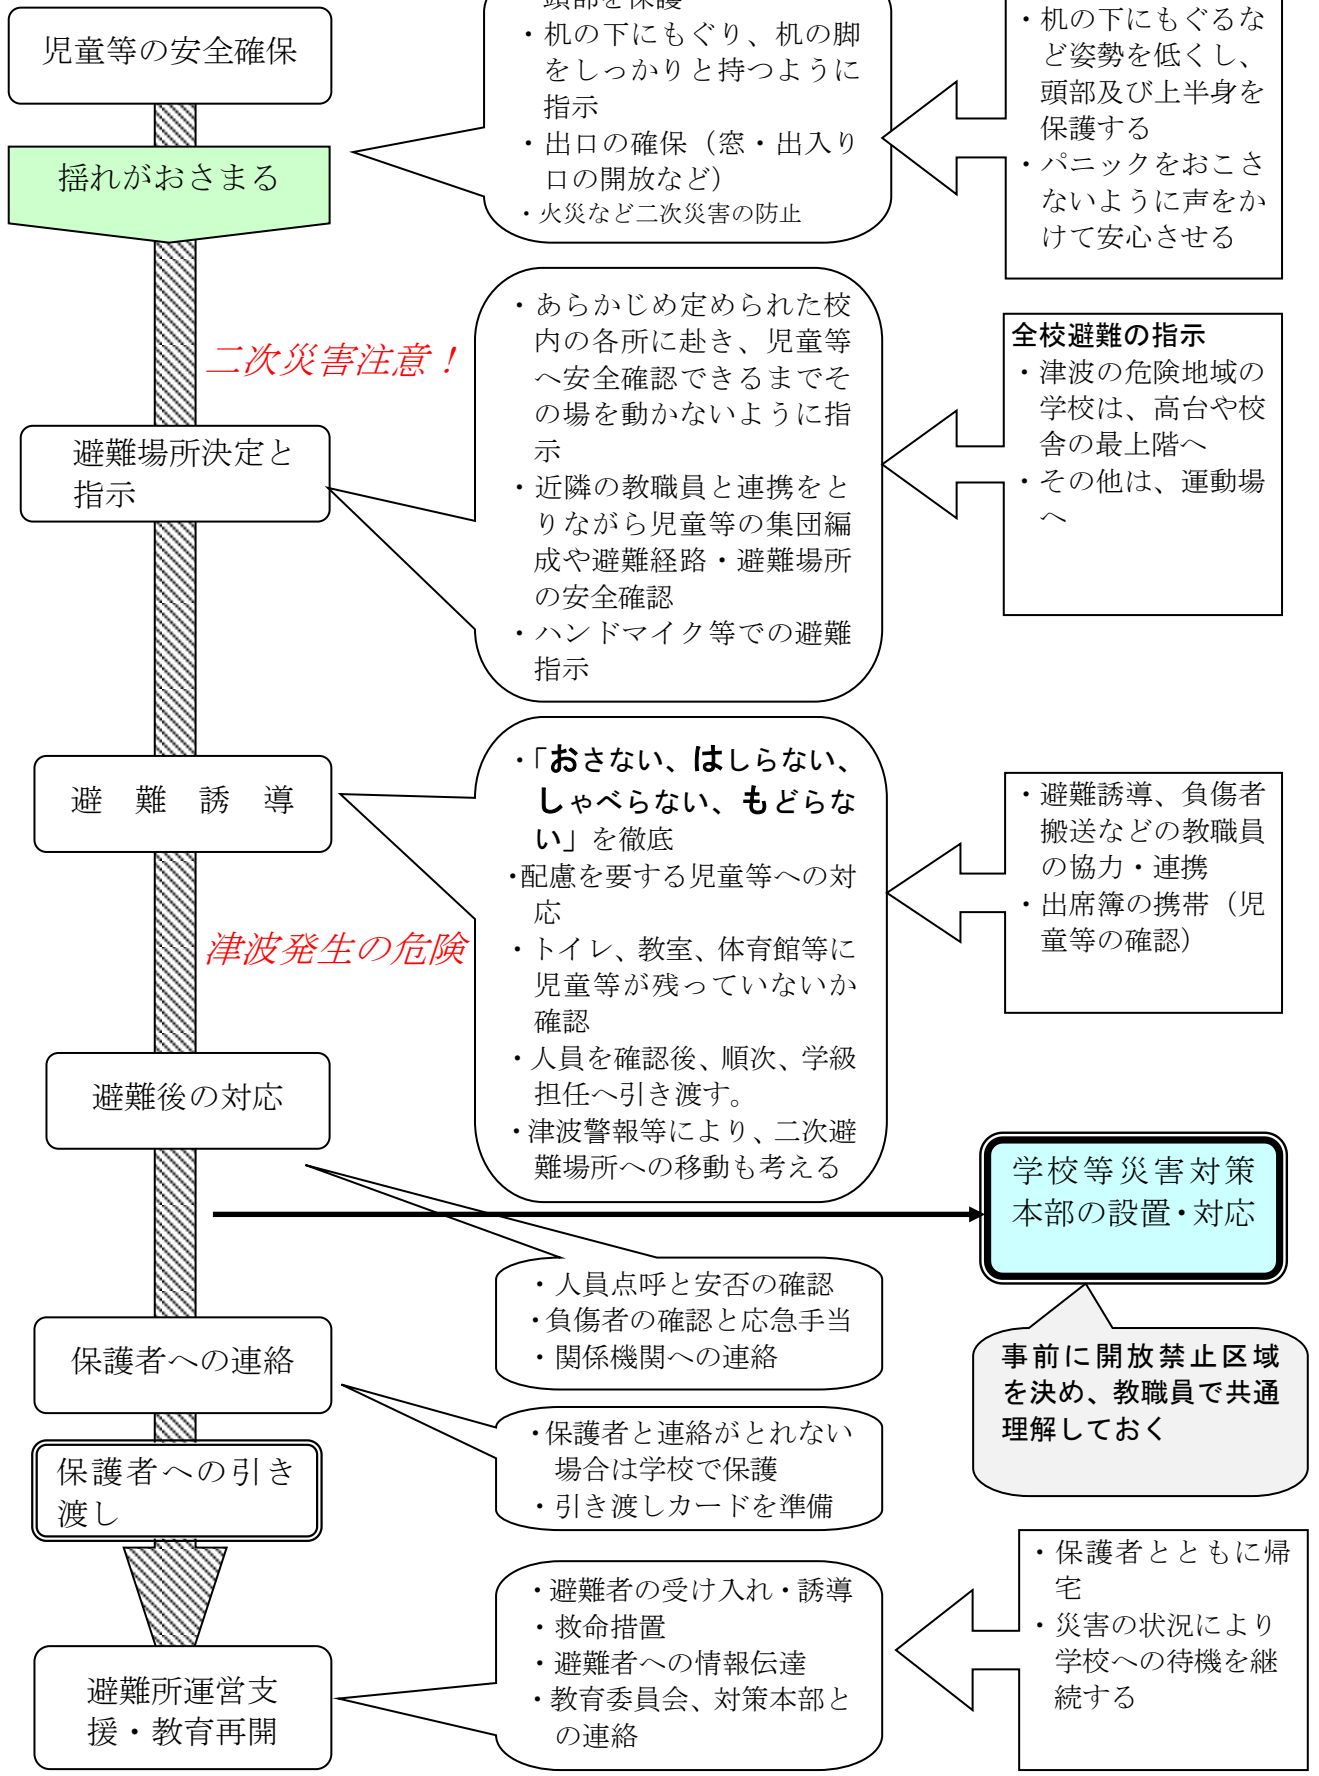 児童等の安全確保
頭部を保護
・机の下にもぐり、机の脚
をしっかりと持つように
指示
・出口の確保（窓・出入り
口の開放など）
・火災など二次災害の防止
・机の下にもぐるな
ど姿勢を低くし、
頭部及び上半身を
保護する
・パニックをおこさ
ないように声をか
けて安心させる
揺れがおさまる
二次災害注意！
・あらかじめ定められた校
内の各所に赴き、児童等
へ安全確認できるまでそ
の場を動かないように指
示
・近隣の教職員と連携をと
りながら児童等の集団編
成や避難経路・避難場所
の安全確認
・ハンドマイク等での避難
指示
全校避難の指示
・津波の危険地域の
学校は、高台や校
舎の最上階へ
・その他は、運動場
へ
避難場所決定と
指示
避　難　誘　導
・「おさない、はしらない、
しゃべらない、もどらな
い」を徹底
・配慮を要する児童等への対
応
・トイレ、教室、体育館等に
児童等が残っていないか
確認
・人員を確認後、順次、学級
担任へ引き渡す。
・津波警報等により、二次避
難場所への移動も考える
・避難誘導、負傷者
搬送などの教職員
の協力・連携
・出席簿の携帯（児
童等の確認）
津波発生の危険
避難後の対応
学校等災害対策
本部の設置・対応
・人員点呼と安否の確認
・負傷者の確認と応急手当
・関係機関への連絡
事前に開放禁止区域
を決め、教職員で共通
理解しておく
保護者への連絡
・保護者と連絡がとれない
場合は学校で保護
・引き渡しカードを準備
保護者への引き
渡し
・避難者の受け入れ・誘導
・救命措置
・避難者への情報伝達
・教育委員会、対策本部と
の連絡
・保護者とともに帰
宅
・災害の状況により
学校への待機を継
続する
避難所運営支
援・教育再開